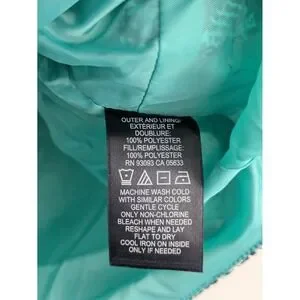 OUTER AND LINING/
EXTÉRIEUR ET
DOUBLURE:
100% POLYESTER
FILL/REMPLISSAGE:
100% POLYESTER
RN 93093 CA 05633
MACHINE WASH COLD
WITH SIMILAR COLORS
GENTLE CYCLE
ONLY NON-CHLORINE
BLEACH WHEN NEEDED
RESHAPE AND LAY
FLAT TO DRY
COOL IRON ON INSIDE
ONLY IF NEEDED